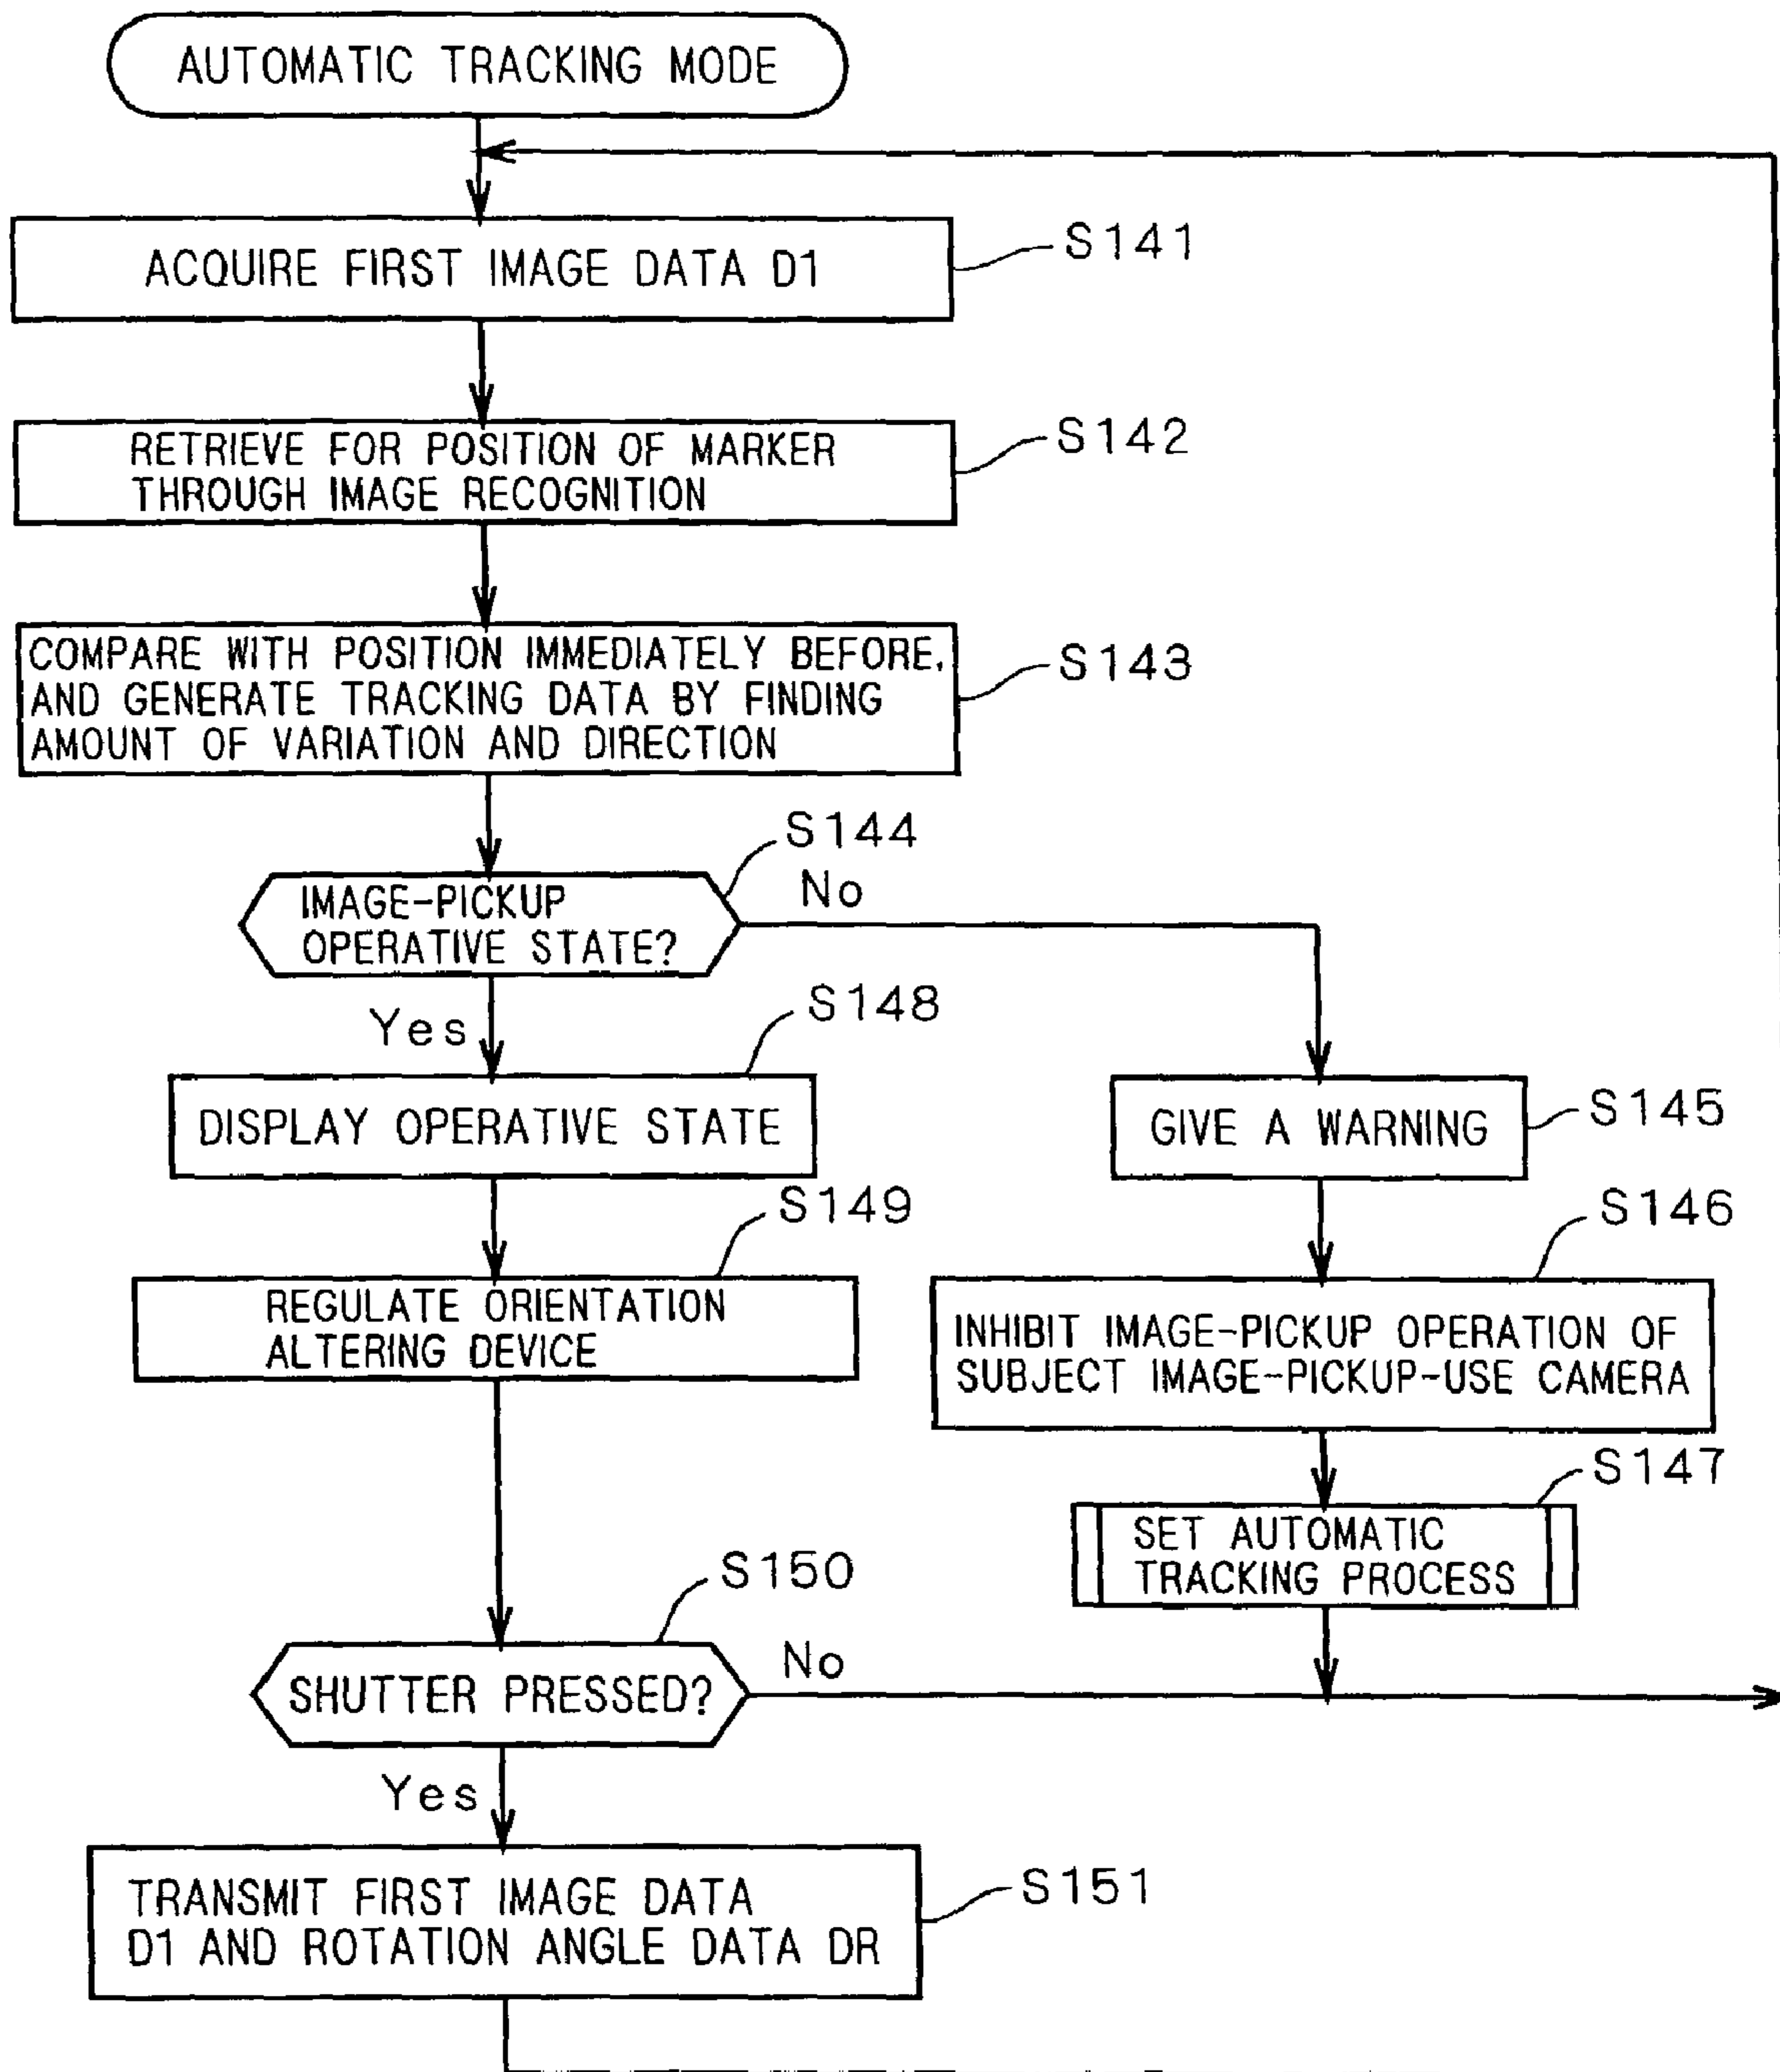 AUTOMATIC TRACKING MODE
ACQUIRE FIRST IMAGE DATA D1
S141
RETRIEVE FOR POSITION OF MARKER
THROUGH IMAGE RECOGNITION
S142
COMPARE WITH POSITION IMMEDIATELY BEFORE,
AND GENERATE TRACKING DATA BY FINDING
AMOUNT OF VARIATION AND DIRECTION
S143
S144
IMAGE-PICKUP
OPERATIVE STATE?
No
Yes
S148
DISPLAY OPERATIVE STATE
GIVE A WARNING
S145
S149
REGULATE ORIENTATION
ALTERING DEVICE
S146
INHIBIT IMAGE-PICKUP OPERATION OF
SUBJECT IMAGE-PICKUP-USE CAMERA
S147
SET AUTOMATIC
TRACKING PROCESS
S150
SHUTTER PRESSED?
No
Yes
TRANSMIT FIRST IMAGE DATA
D1 AND ROTATION ANGLE DATA DR
S151